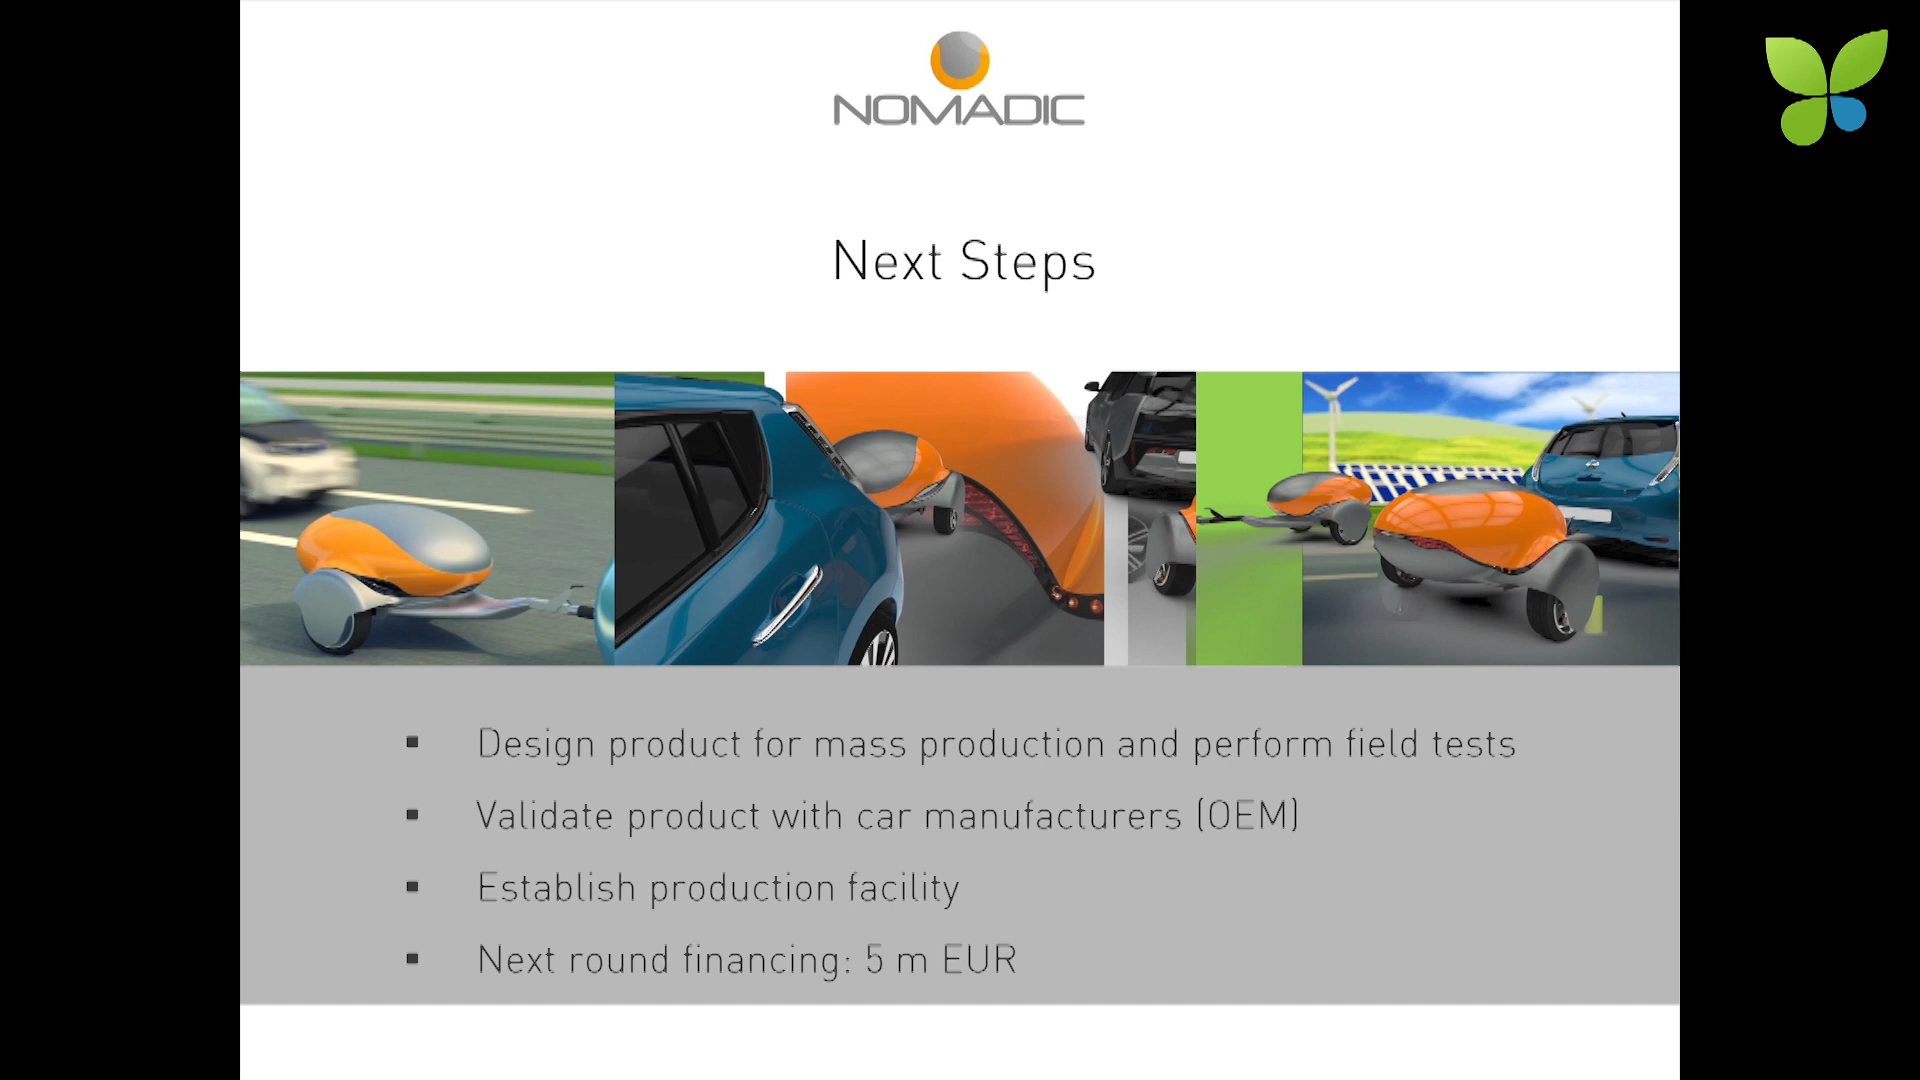 NOMADIC
Next Steps
▪ Design product for mass production and perform field tests
▪ Validate product with car manufacturers (OEM)
▪ Establish production facility
▪ Next round financing: 5 m EUR